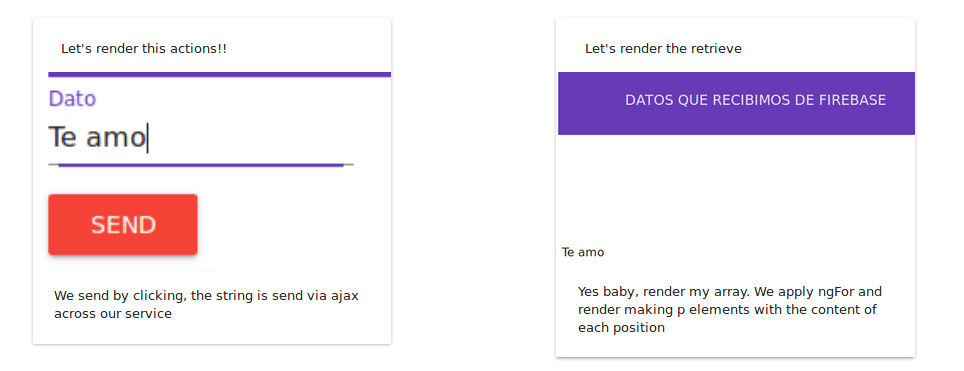 Let's render this actions!!
Dato
Te amo
SEND
We send by clicking, the string is send via ajax
across our service
Let's render the retrieve
DATOS QUE RECIBIMOS DE FIREBASE
Te amo
Yes baby, render my array. We apply ngFor and
render making p elements with the content of
each position